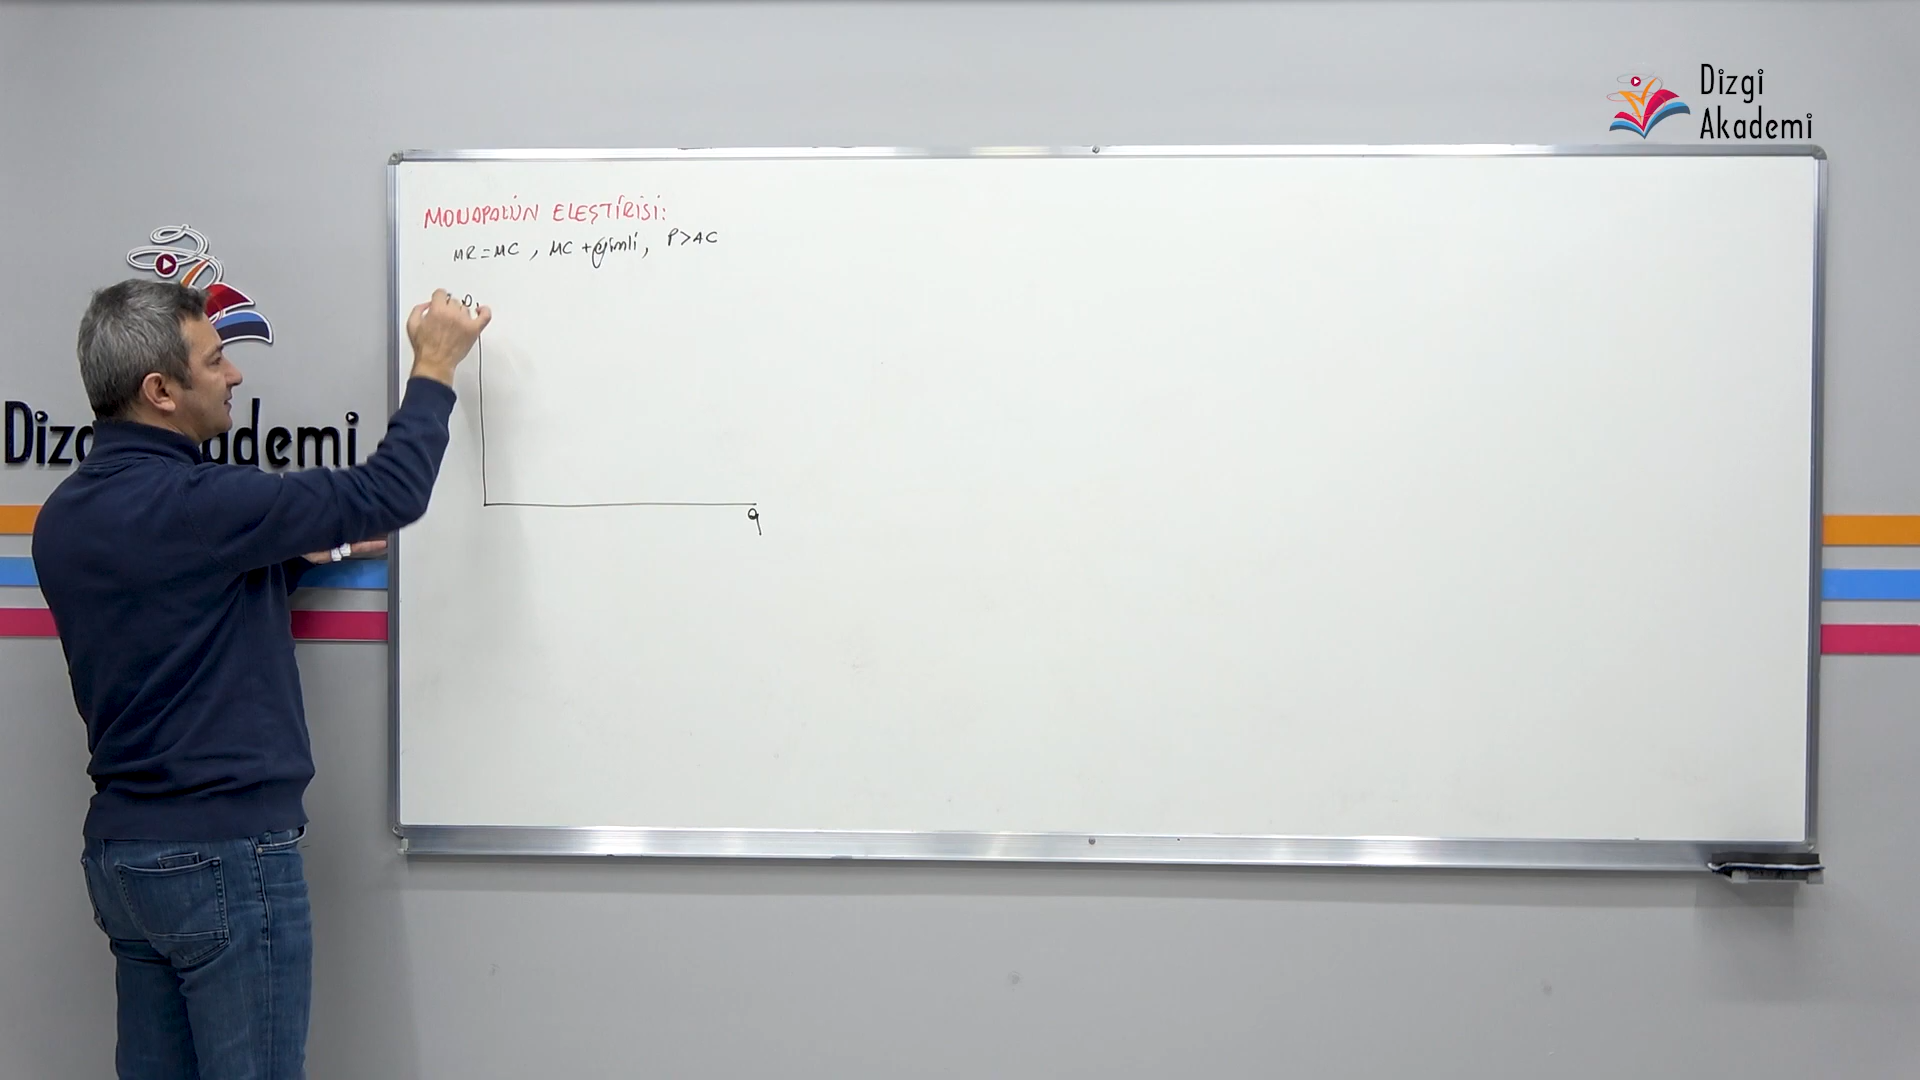 Dizgi
Akademi
MONOPOLÜN ELEŞTİRİSİ:
MR = MC , MC + eğimli , P > AC
q